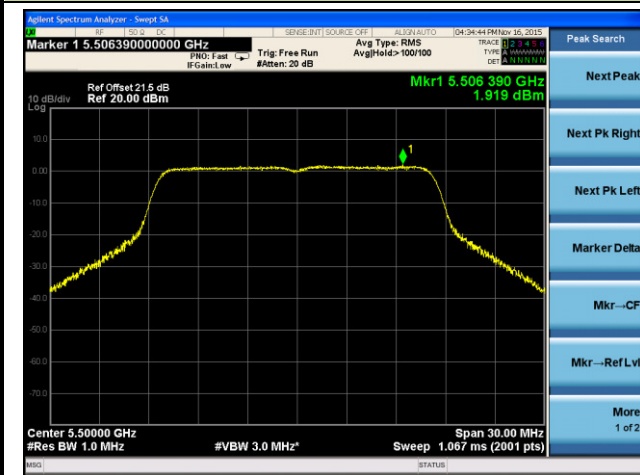 Agilent Spectrum Analyzer - Swept SA
RF 50 Ω DC SENSE:INT SOURCE OFF ALIGN AUTO 04:34:44 PM Nov 16, 2015
Marker 1 5.506390000000 GHz
PNO: Fast
IFGain:Low
Trig: Free Run
#Atten: 20 dB
Avg Type: RMS
Avg|Hold:>100/100
TRACE 1 2 3 4 5 6
TYPE A WWWWW
DET A N N N N N
Peak Search
Ref Offset 21.5 dB
Ref 20.00 dBm
10 dB/div
Log
Mkr1 5.506 390 GHz
1.919 dBm
1
10.0
0.00
-10.0
-20.0
-30.0
-40.0
-50.0
-60.0
-70.0
Next Peak
Next Pk Right
Next Pk Left
Marker Delta
Mkr→CF
Mkr→Ref Lvl
More
1 of 2
Center 5.50000 GHz
Span 30.00 MHz
#Res BW 1.0 MHz
#VBW 3.0 MHz*
Sweep 1.067 ms (2001 pts)
MSG
STATUS